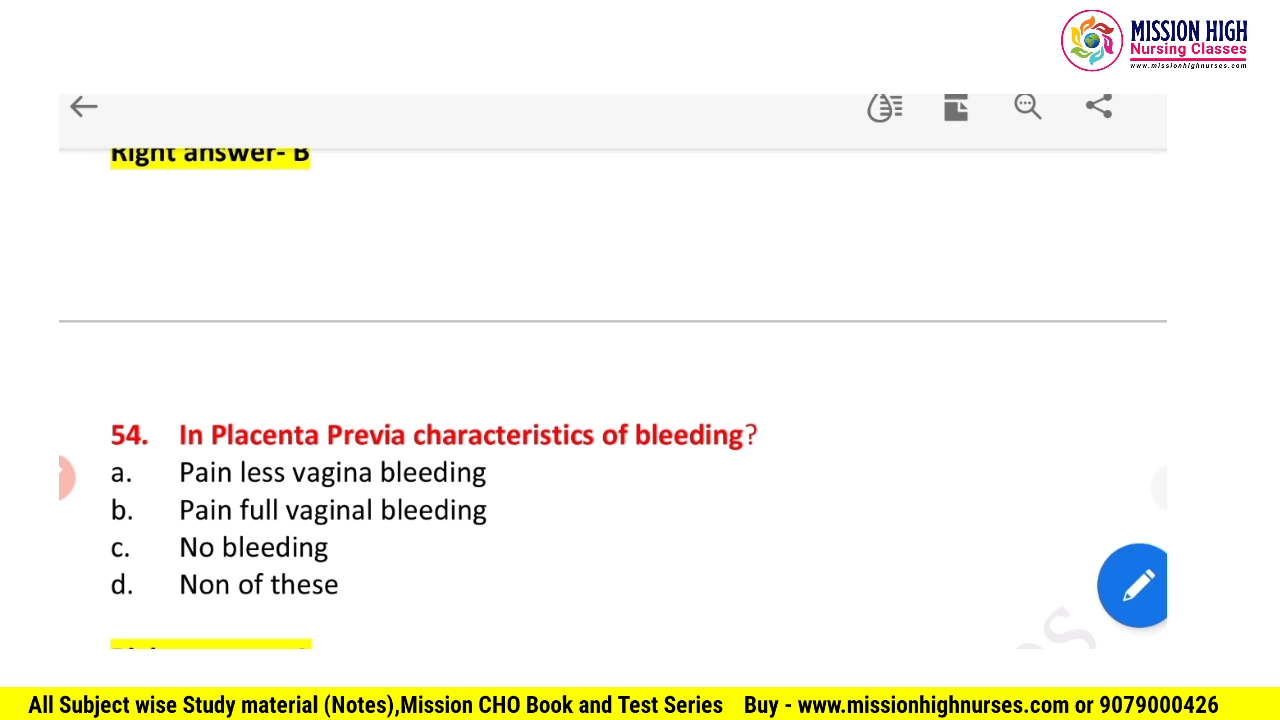 MISSION HIGH
Nursing Classes
www.missionhighnurses.com
Right answer- B
54. In Placenta Previa characteristics of bleeding?
a. Pain less vagina bleeding
b. Pain full vaginal bleeding
c. No bleeding
d. Non of these
All Subject wise Study material (Notes),Mission CHO Book and Test Series Buy - www.missionhighnurses.com or 9079000426